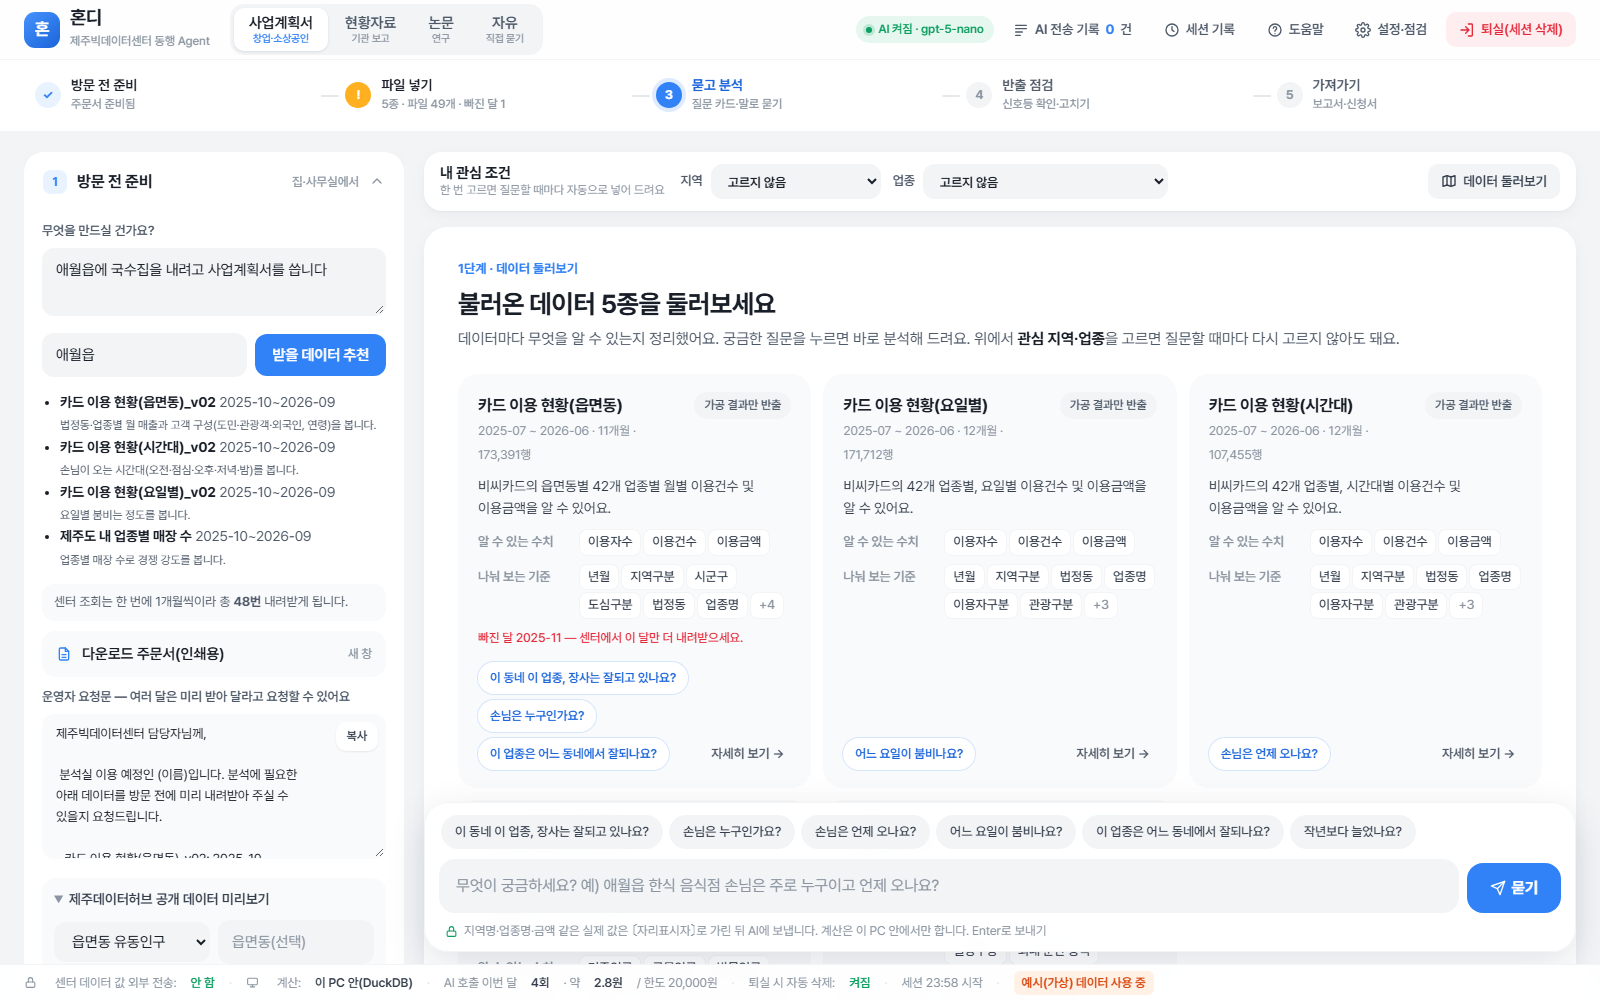 혼
혼디
제주빅데이터센터 동행 Agent
사업계획서
창업·소상공인
현황자료
기관 보고
논문
연구
자유
직접 묻기
AI 켜짐 · gpt-5-nano
AI 전송 기록 0 건
세션 기록
도움말
설정·점검
퇴실(세션 삭제)
방문 전 준비
주문서 준비됨
!
파일 넣기
5종 · 파일 49개 · 빠진 달 1
3
묻고 분석
질문 카드·말로 묻기
4
반출 점검
신호등 확인·고치기
5
가져가기
보고서·신청서
1
방문 전 준비
집·사무실에서
무엇을 만드실 건가요?
애월읍에 국수집을 내려고 사업계획서를 씁니다
애월읍
받을 데이터 추천
카드 이용 현황(읍면동)_v02 2025-10~2026-09
법정동·업종별 월 매출과 고객 구성(도민·관광객·외국인, 연령)을 봅니다.
카드 이용 현황(시간대)_v02 2025-10~2026-09
손님이 오는 시간대(오전·점심·오후·저녁·밤)를 봅니다.
카드 이용 현황(요일별)_v02 2025-10~2026-09
요일별 붐비는 정도를 봅니다.
제주도 내 업종별 매장 수 2025-10~2026-09
업종별 매장 수로 경쟁 강도를 봅니다.
센터 조회는 한 번에 1개월씩이라 총 48번 내려받게 됩니다.
다운로드 주문서(인쇄용)
새 창
운영자 요청문 — 여러 달은 미리 받아 달라고 요청할 수 있어요
제주빅데이터센터 담당자님께,
복사
분석실 이용 예정인 (이름)입니다. 분석에 필요한
아래 데이터를 방문 전에 미리 내려받아 주실 수
있을지 요청드립니다.
- 카드 이용 현황(읍면동)_v02: 2025-10
제주데이터허브 공개 데이터 미리보기
읍면동 유동인구
읍면동(선택)
내 관심 조건
한 번 고르면 질문할 때마다 자동으로 넣어 드려요
지역
고르지 않음
업종
고르지 않음
데이터 둘러보기
1단계 · 데이터 둘러보기
불러온 데이터 5종을 둘러보세요
데이터마다 무엇을 알 수 있는지 정리했어요. 궁금한 질문을 누르면 바로 분석해 드려요. 위에서 관심 지역·업종을 고르면 질문할 때마다 다시 고르지 않아도 돼요.
카드 이용 현황(읍면동)
가공 결과만 반출
2025-07 ~ 2026-06 · 11개월 ·
173,391행
비씨카드의 읍면동별 42개 업종별 월별 이용건수 및
이용금액을 알 수 있어요.
알 수 있는 수치
이용자수
이용건수
이용금액
나눠 보는 기준
년월
지역구분
시군구
도심구분
법정동
업종명
+4
빠진 달 2025-11 — 센터에서 이 달만 더 내려받으세요.
이 동네 이 업종, 장사는 잘되고 있나요?
손님은 누구인가요?
이 업종은 어느 동네에서 잘되나요?
자세히 보기 →
카드 이용 현황(요일별)
가공 결과만 반출
2025-07 ~ 2026-06 · 12개월 ·
171,712행
비씨카드의 42개 업종별, 요일별 이용건수 및 이용금액을
알 수 있어요.
알 수 있는 수치
이용자수
이용건수
이용금액
나눠 보는 기준
년월
지역구분
법정동
업종명
이용자구분
관광구분
+3
어느 요일이 붐비나요?
자세히 보기 →
카드 이용 현황(시간대)
가공 결과만 반출
2025-07 ~ 2026-06 · 12개월 ·
107,455행
비씨카드의 42개 업종별, 시간대별 이용건수 및
이용금액을 알 수 있어요.
알 수 있는 수치
이용자수
이용건수
이용금액
나눠 보는 기준
년월
지역구분
법정동
업종명
이용자구분
관광구분
+3
손님은 언제 오나요?
자세히 보기 →
이 동네 이 업종, 장사는 잘되고 있나요?
손님은 누구인가요?
손님은 언제 오나요?
어느 요일이 붐비나요?
이 업종은 어느 동네에서 잘되나요?
작년보다 늘었나요?
무엇이 궁금하세요? 예) 애월읍 한식 음식점 손님은 주로 누구이고 언제 오나요?
묻기
지역명·업종명·금액 같은 실제 값은 [자리표시자]로 가린 뒤 AI에 보냅니다. 계산은 이 PC 안에서만 합니다. Enter로 보내기
센터 데이터 값 외부 전송: 안 함
계산: 이 PC 안(DuckDB)
AI 호출 이번 달 4회 · 약 2.8원 / 한도 20,000원
퇴실 시 자동 삭제: 켜짐
세션 23:58 시작
예시(가상) 데이터 사용 중